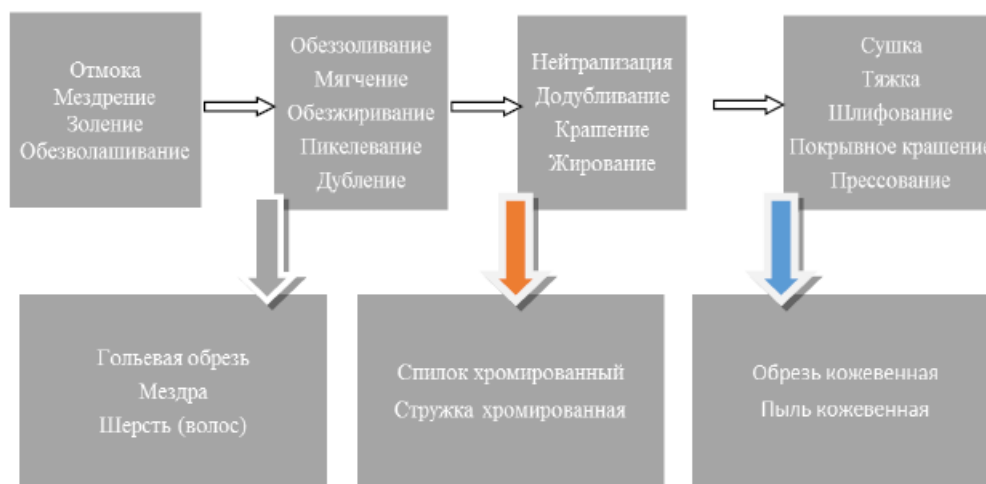 Отмока
Мездрение
Золение
Обезволашивание
Обеззоливание
Мягчение
Обезжиривание
Пикелевание
Дубление
Нейтрализация
Додубливание
Крашение
Жирование
Сушка
Тяжка
Шлифование
Покрывное крашение
Прессование
Гольевая обрезь
Мездра
Шерсть (волос)
Спилок хромированный
Стружка хромированная
Обрезь кожевенная
Пыль кожевенная